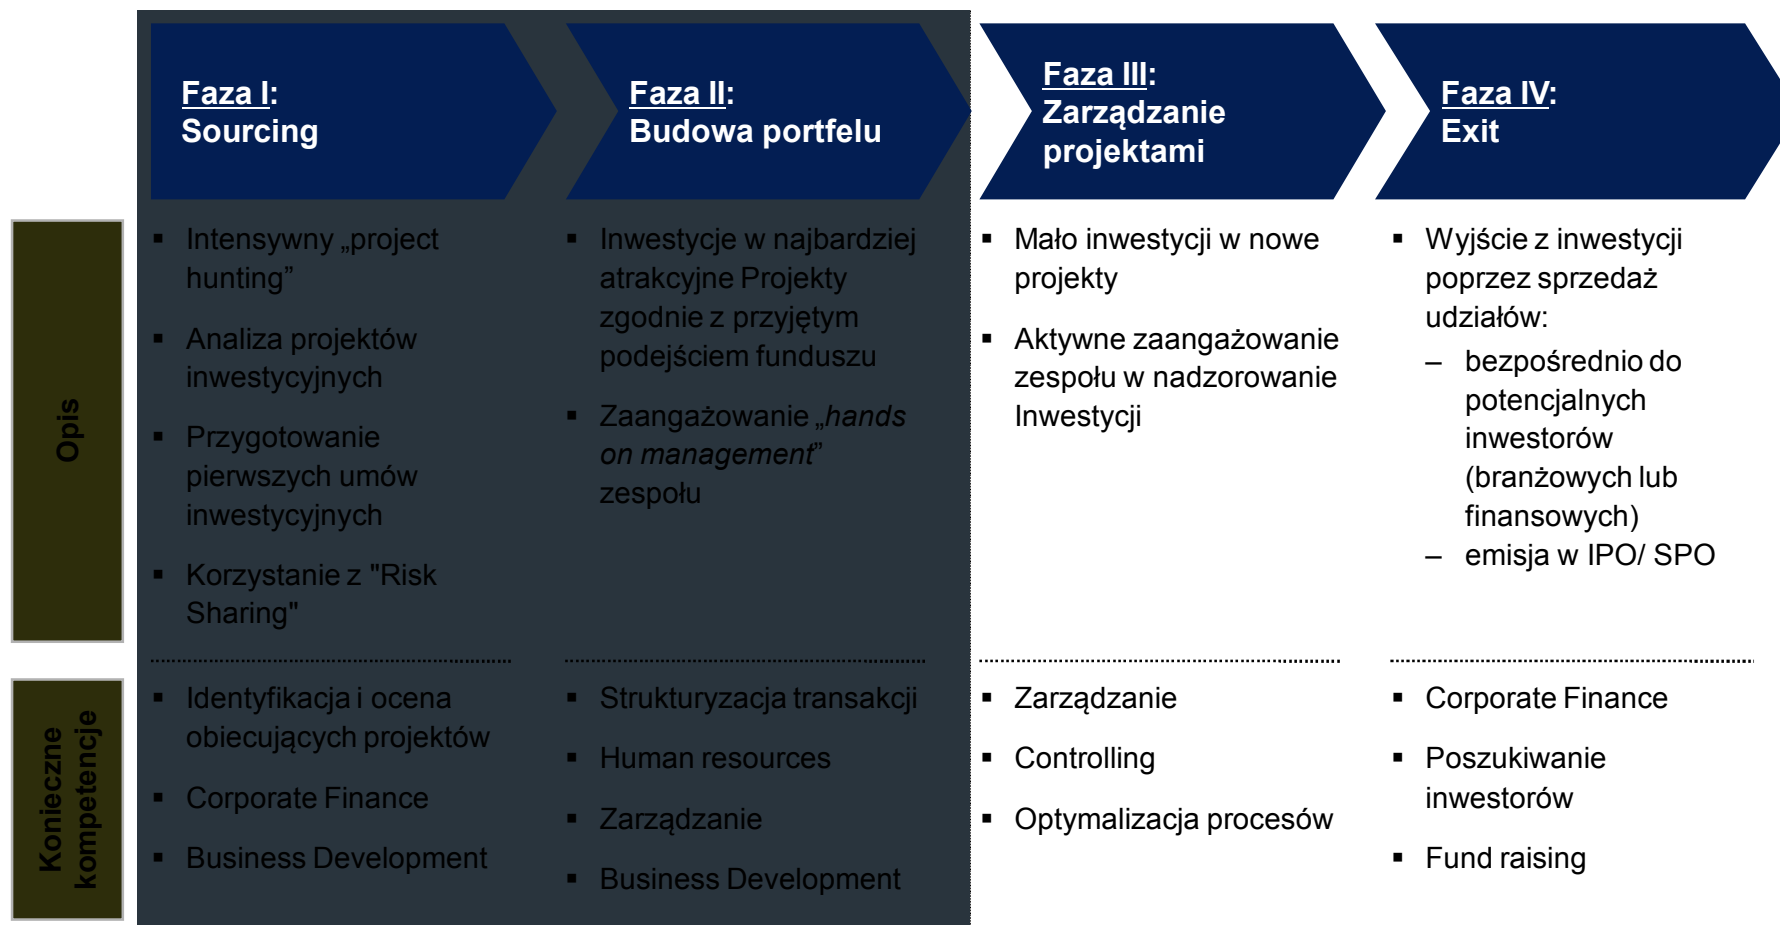 Faza I:
Sourcing
Faza II:
Budowa portfelu
Faza III:
Zarządzanie
projektami
Faza IV:
Exit
Opis
▪ Intensywny „project
hunting”
▪ Analiza projektów
inwestycyjnych
▪ Przygotowanie
pierwszych umów
inwestycyjnych
▪ Korzystanie z "Risk
Sharing"
▪ Inwestycje w najbardziej
atrakcyjne Projekty
zgodnie z przyjętym
podejściem funduszu
▪ Zaangażowanie „hands
on management”
zespołu
▪ Mało inwestycji w nowe
projekty
▪ Aktywne zaangażowanie
zespołu w nadzorowanie
Inwestycji
▪ Wyjście z inwestycji
poprzez sprzedaż
udziałów:
– bezpośrednio do
potencjalnych
inwestorów
(branżowych lub
finansowych)
– emisja w IPO/ SPO
Konieczne
kompetencje
▪ Identyfikacja i ocena
obiecujących projektów
▪ Corporate Finance
▪ Business Development
▪ Strukturyzacja transakcji
▪ Human resources
▪ Zarządzanie
▪ Business Development
▪ Zarządzanie
▪ Controlling
▪ Optymalizacja procesów
▪ Corporate Finance
▪ Poszukiwanie
inwestorów
▪ Fund raising